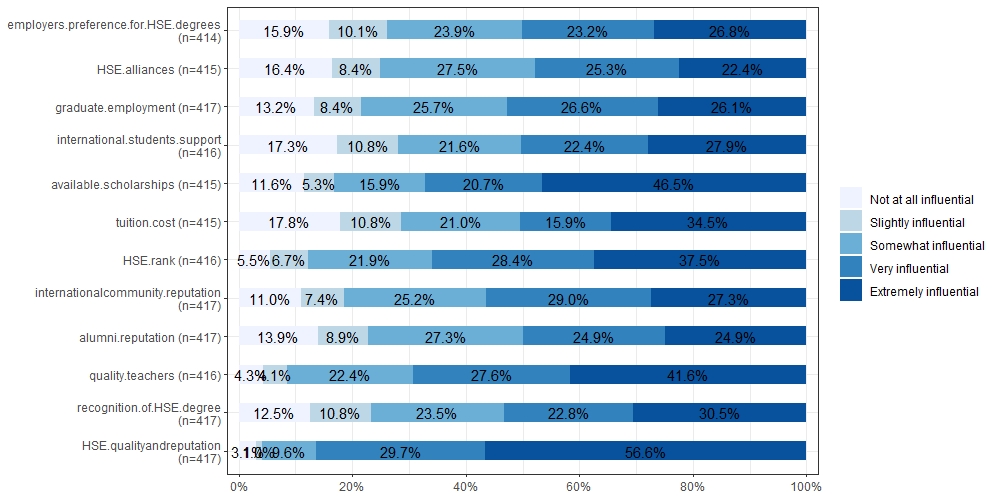 employers.preference.for.HSE.degrees
(n=414)
15.9% 10.1% 23.9% 23.2% 26.8%
HSE.alliances (n=415)
16.4% 8.4% 27.5% 25.3% 22.4%
graduate.employment (n=417)
13.2% 8.4% 25.7% 26.6% 26.1%
international.students.support
(n=416)
17.3% 10.8% 21.6% 22.4% 27.9%
available.scholarships (n=415)
11.6% 5.3% 15.9% 20.7% 46.5%
tuition.cost (n=415)
17.8% 10.8% 21.0% 15.9% 34.5%
HSE.rank (n=416)
5.5% 6.7% 21.9% 28.4% 37.5%
internationalcommunity.reputation
(n=417)
11.0% 7.4% 25.2% 29.0% 27.3%
alumni.reputation (n=417)
13.9% 8.9% 27.3% 24.9% 24.9%
quality.teachers (n=416)
4.3% 4.1% 22.4% 27.6% 41.6%
recognition.of.HSE.degree
(n=417)
12.5% 10.8% 23.5% 22.8% 30.5%
HSE.qualityandreputation
(n=417)
3.1% 9.6% 29.7% 56.6%
0% 20% 40% 60% 80% 100%
Not at all influential
Slightly influential
Somewhat influential
Very influential
Extremely influential